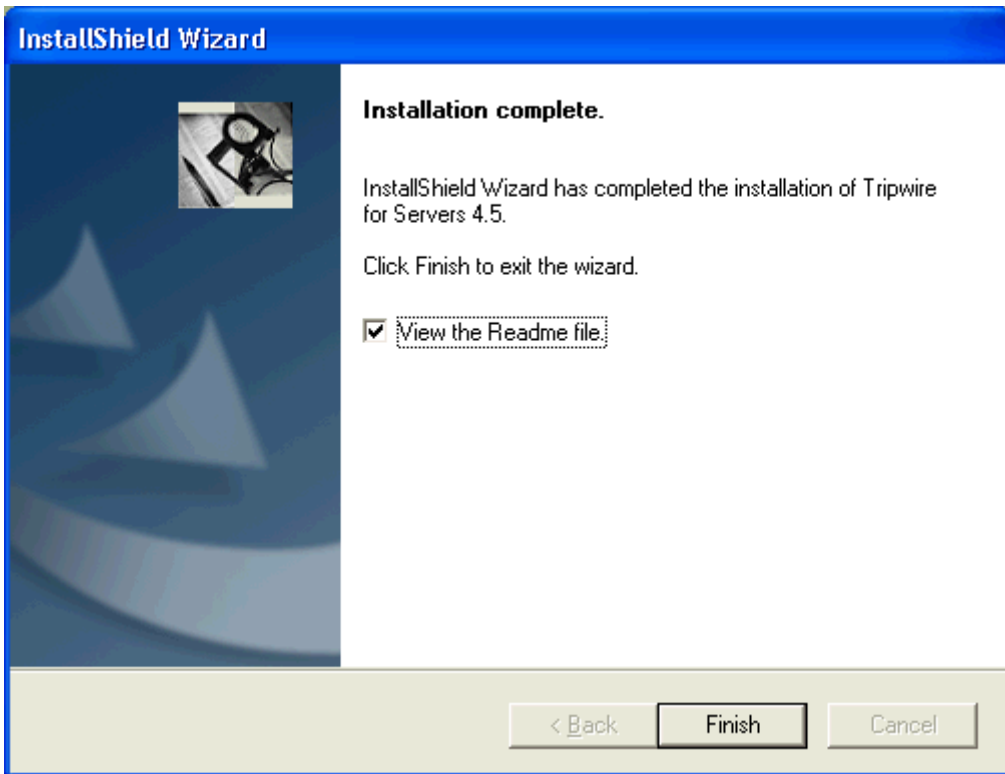 InstallShield Wizard
Installation complete.
InstallShield Wizard has completed the installation of Tripwire
for Servers 4.5.
Click Finish to exit the wizard.
View the Readme file.
< Back
Finish
Cancel